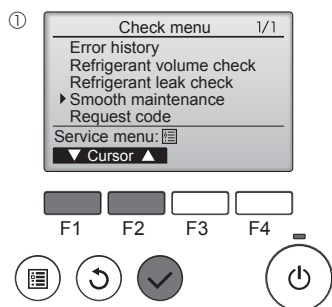 ①
Check menu 1/1
Error history
Refrigerant volume check
Refrigerant leak check
Smooth maintenance
Request code
Service menu:
▼ Cursor ▲
F1 F2 F3 F4